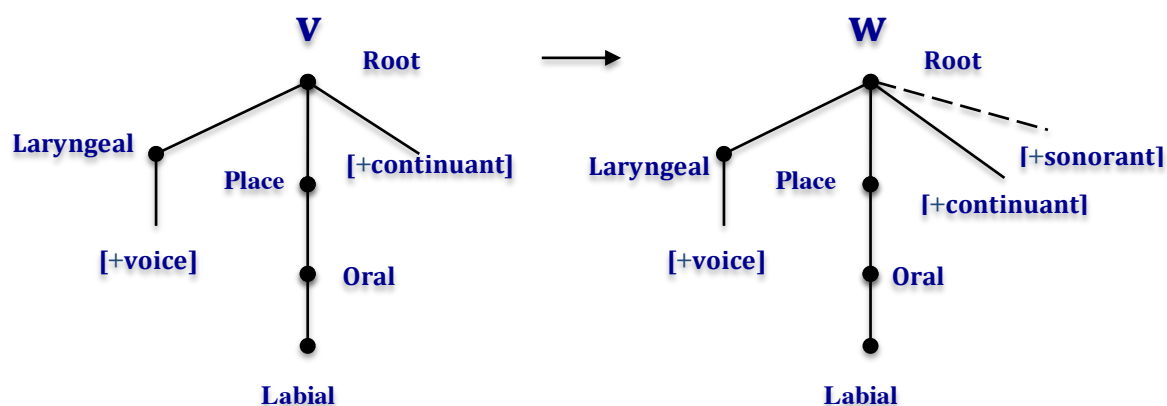 v
Root
Laryngeal
Place
[+continuant]
[+voice]
Oral
Labial
w
Root
Laryngeal
Place
[+sonorant]
[+continuant]
[+voice]
Oral
Labial